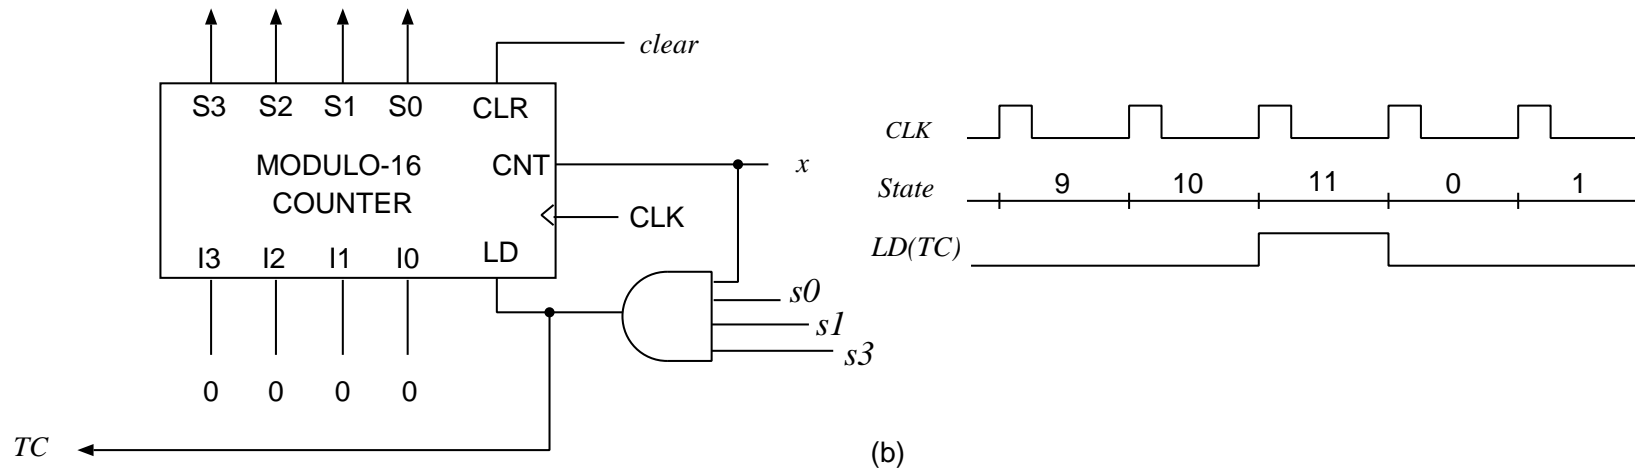 clear
S3 S2 S1 S0 CLR
MODULO-16
COUNTER
CNT
x
CLK
LD
I3 I2 I1 I0
s0
s1
s3
0 0 0 0
TC
CLK
State 9 10 11 0 1
LD(TC)
(b)